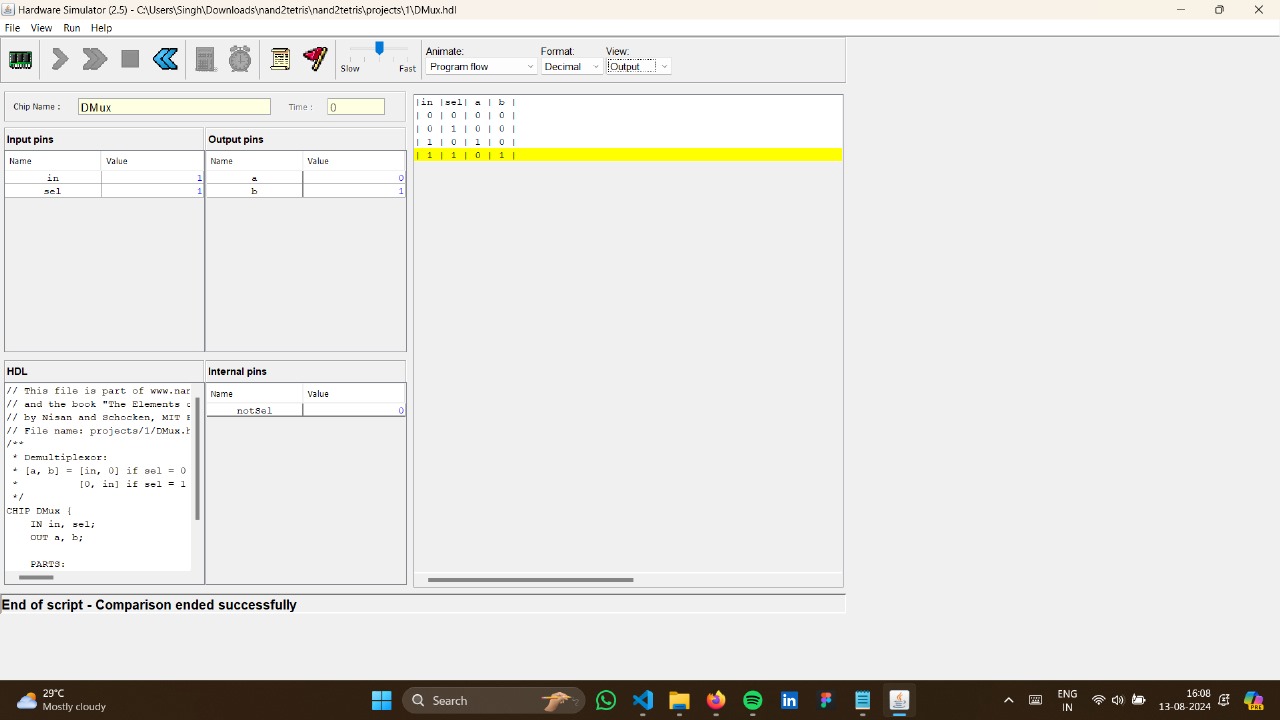 Hardware Simulator (2.5) - C:\Users\Singh\Downloads\nand2tetris\nand2tetris\projects\1\DMux.hdl
File View Run Help
Slow Fast
Animate: Format: View:
Program flow Decimal Output
Chip Name : DMux Time : 0
Input pins Output pins
Name Value Name Value
in 1 a 0
sel 1 b 1
|in |sel| a | b |
| 0 | 0 | 0 | 0 |
| 0 | 1 | 0 | 0 |
| 1 | 0 | 1 | 0 |
| 1 | 1 | 0 | 1 |
HDL
// This file is part of www.nan
// and the book "The Elements o
// by Nisan and Schocken, MIT P
// File name: projects/1/DMux.h
/**
* Demultiplexor:
* [a, b] = [in, 0] if sel = 0
* [0, in] if sel = 1
*/
CHIP DMux {
IN in, sel;
OUT a, b;
PARTS:
Internal pins
Name Value
notSel 0
End of script - Comparison ended successfully
29°C
Mostly cloudy
Search
ENG
IN
16:08
13-08-2024
PRE